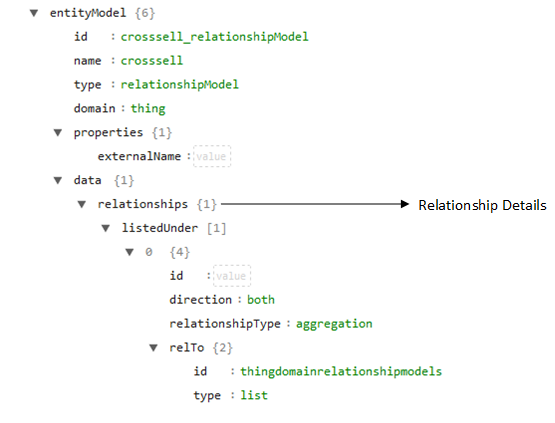 ▼ entityModel {6}
id : crosssell_relationshipModel
name : crosssell
type : relationshipModel
domain : thing
▼ properties {1}
externalName : value
▼ data {1}
▼ relationships {1} Relationship Details
▼ listedUnder [1]
▼ 0 {4}
id : value
direction : both
relationshipType : aggregation
▼ relTo {2}
id : thingdomainrelationshipmodels
type : list